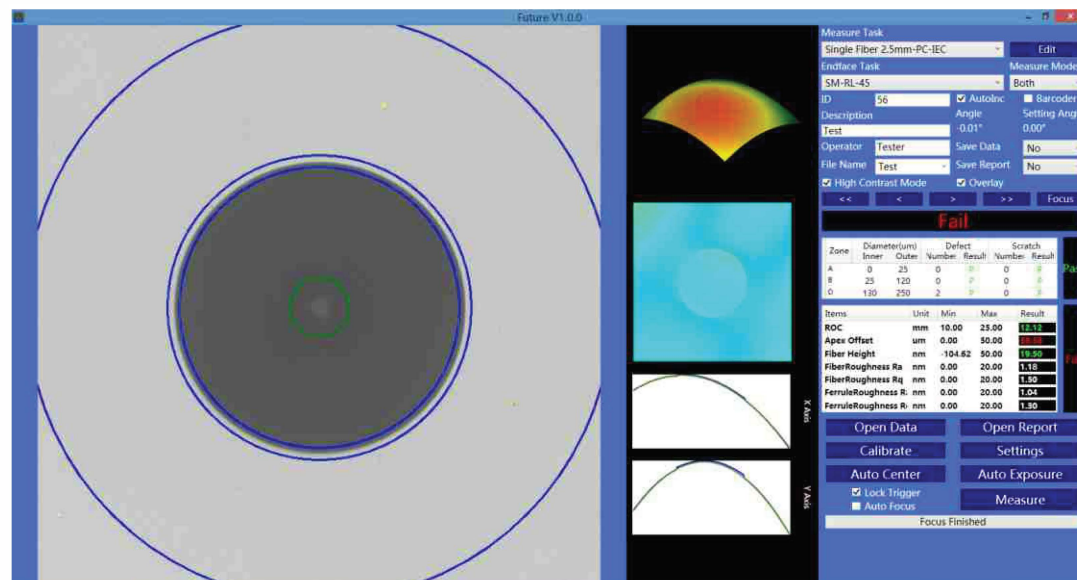 Future V1.0.0
Measure Task
Single Fiber 2.5mm-PC-IEC Edit
Endface Task Measure Mode
SM-RL-45 Both
ID 56 AutoInc Barcoder
Description Angle Setting Ang
Test -0.01° 0.00°
Operator Tester Save Data No
File Name Test Save Report No
High Contrast Mode Overlay
<< < > >> Focus
Fail
Zone Diameter(um) Defect Scratch
Inner Outer Number Result Number Result
A 0 25 0 0
B 25 120 0 0
D 130 250 2 0
Pas
Items Unit Min Max Result
ROC mm 10.00 25.00 12.12
Apex Offset um 0.00 50.00
Fiber Height nm -104.62 50.00 19.50
FiberRoughness Ra nm 0.00 20.00 1.18
FiberRoughness Rq nm 0.00 20.00 1.50
FerruleRoughness R nm 0.00 20.00 1.04
FerruleRoughness R nm 0.00 20.00 1.30
Fa
X Axis
Y Axis
Open Data Open Report
Calibrate Settings
Auto Center Auto Exposure
Lock Trigger
Auto Focus
Measure
Focus Finished